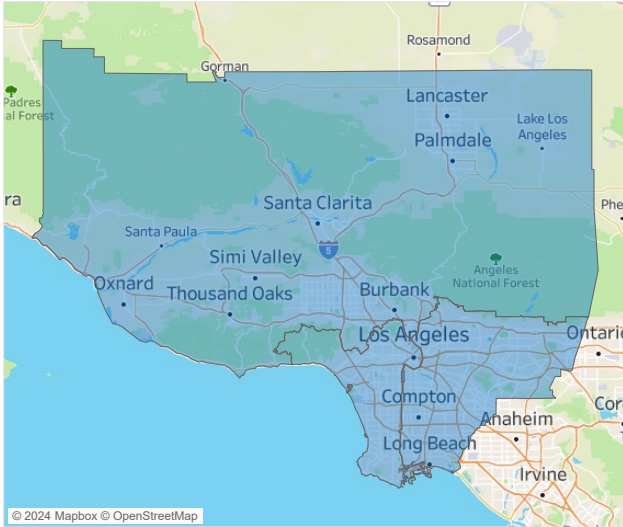 Rosamond
Gorman
Padres
al Forest
Lancaster
Lake Los
Angeles
Palmdale
ra
Santa Clarita
Phe
Santa Paula
5
Simi Valley
Angeles
National Forest
Oxnard
Thousand Oaks
Burbank
Los Angeles
Ontario
Compton
Cor
Anaheim
Long Beach
Irvine
© 2024 Mapbox © OpenStreetMap